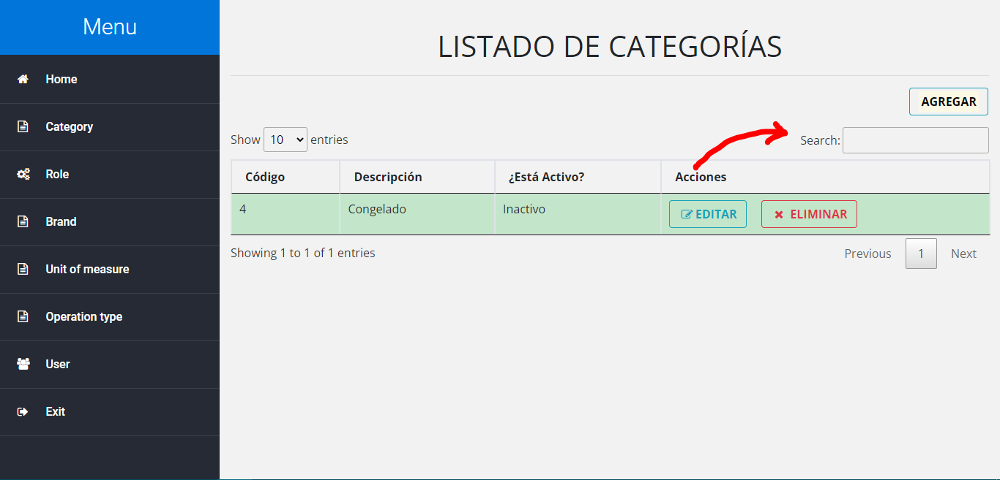 Menu
Home
Category
Role
Brand
Unit of measure
Operation type
User
Exit
LISTADO DE CATEGORÍAS
AGREGAR
Show 10 entries
Search:
Código Descripción ¿Está Activo? Acciones
4 Congelado Inactivo EDITAR ELIMINAR
Showing 1 to 1 of 1 entries
Previous 1 Next